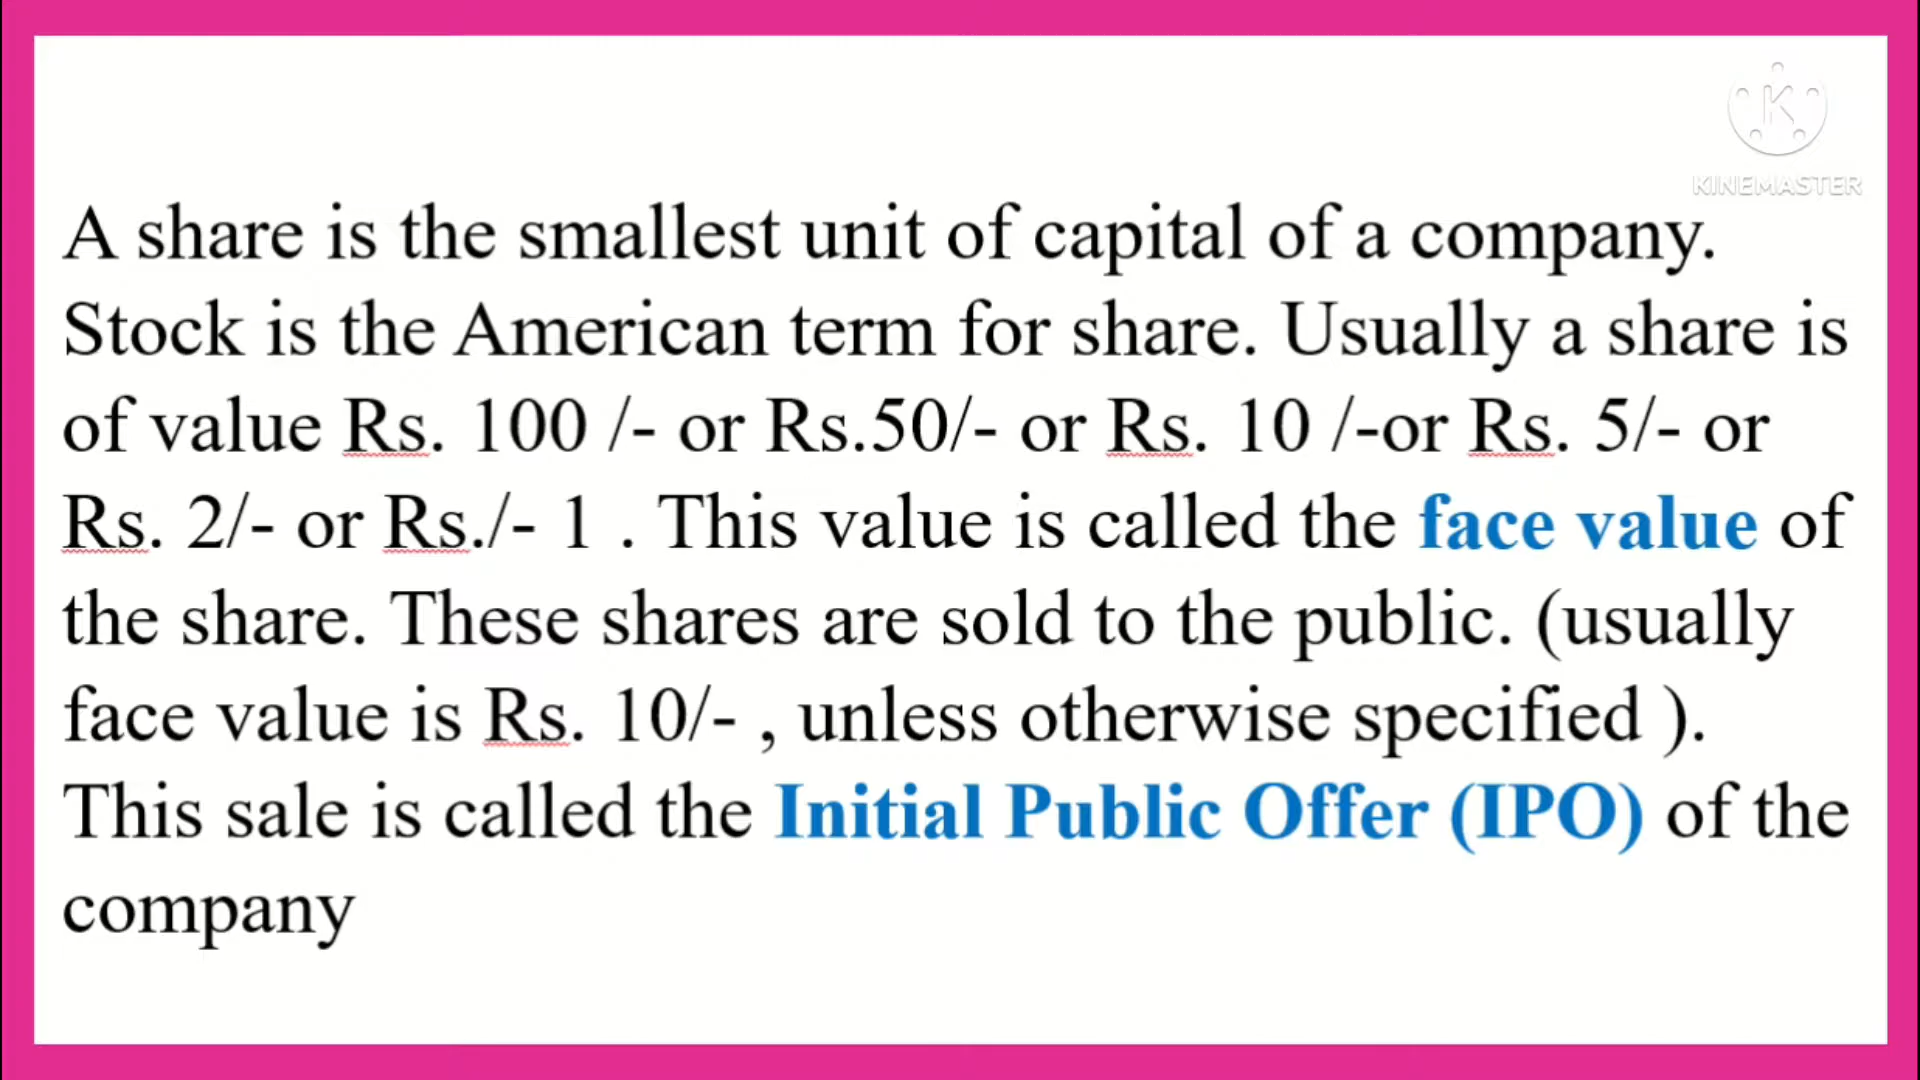 KINEMASTER
A share is the smallest unit of capital of a company.
Stock is the American term for share. Usually a share is
of value Rs. 100 /- or Rs.50/- or Rs. 10 /-or Rs. 5/- or
Rs. 2/- or Rs./- 1 . This value is called the face value of
the share. These shares are sold to the public. (usually
face value is Rs. 10/- , unless otherwise specified ).
This sale is called the Initial Public Offer (IPO) of the
company